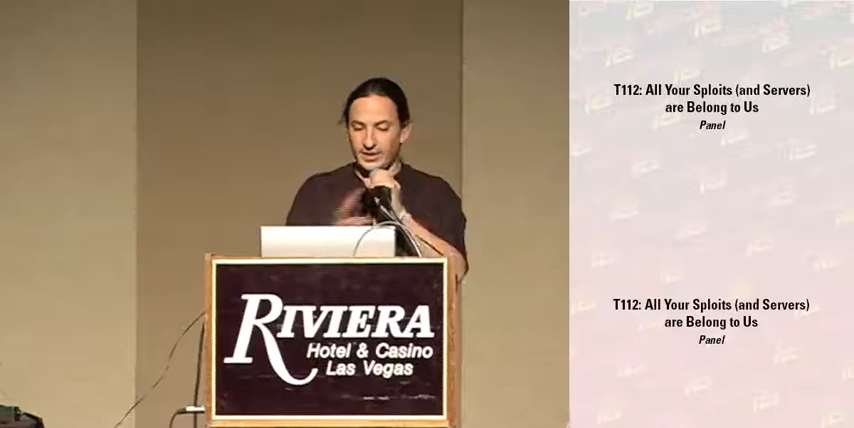 RIVIERA
Hotel & Casino
Las Vegas
T112: All Your Sploits (and Servers)
are Belong to Us
Panel
T112: All Your Sploits (and Servers)
are Belong to Us
Panel